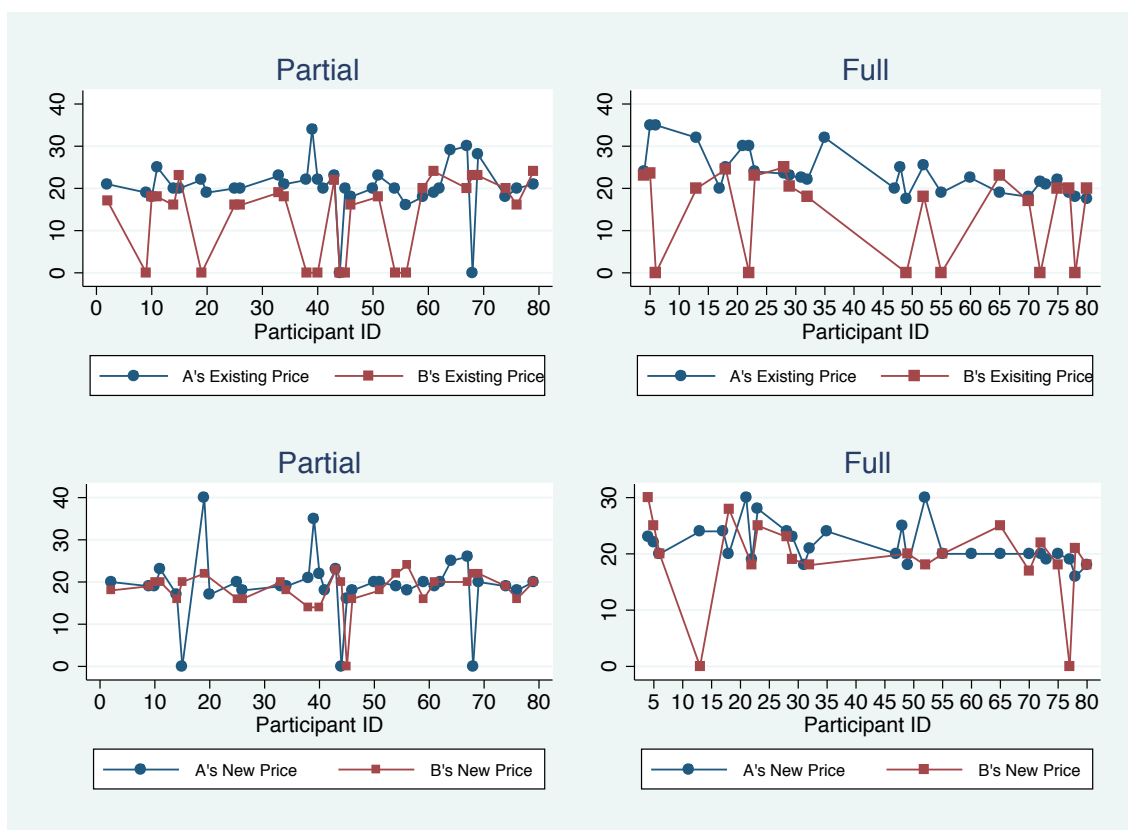 Partial
40
30
20
10
0
0 10 20 30 40 50 60 70 80
Participant ID
A's Existing Price B's Existing Price
Full
40
30
20
10
0
5 10 15 20 25 30 35 40 45 50 55 60 65 70 75 80
Participant ID
A's Existing Price B's Exisiting Price
Partial
40
30
20
10
0
0 10 20 30 40 50 60 70 80
Participant ID
A's New Price B's New Price
Full
30
20
10
0
5 10 15 20 25 30 35 40 45 50 55 60 65 70 75 80
Participant ID
A's New Price B's New Price